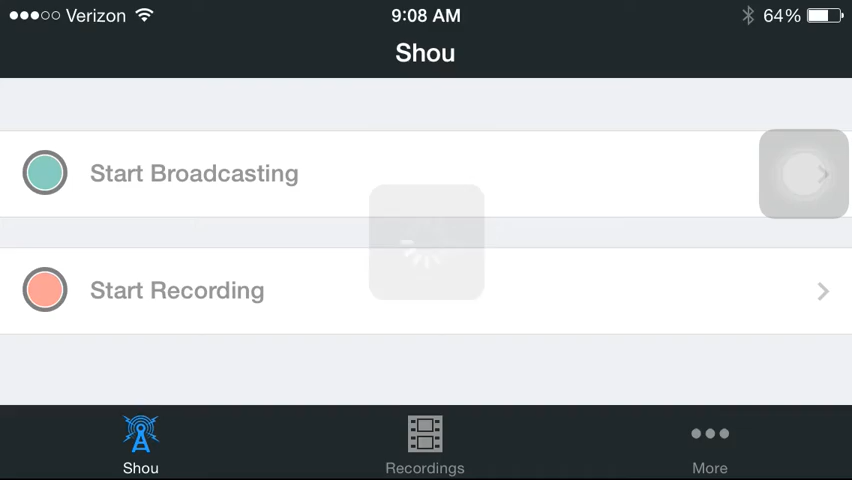 Verizon 9:08 AM 64%
Shou
Start Broadcasting
Start Recording
Shou Recordings More